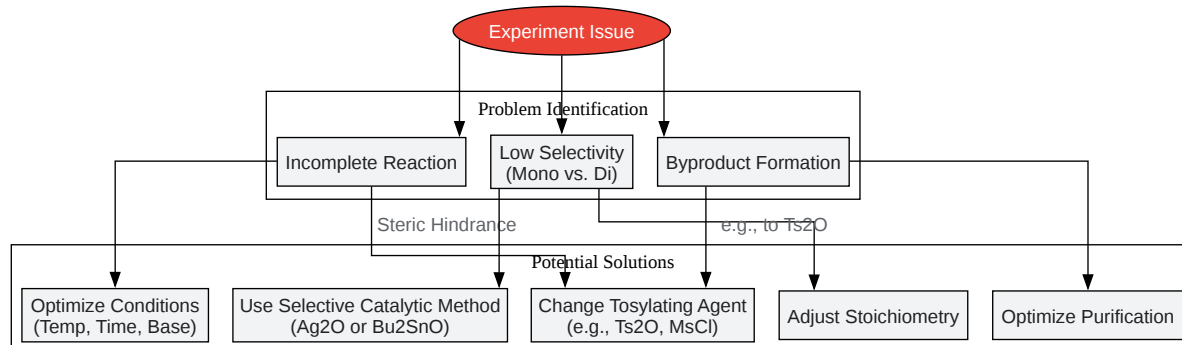 Experiment Issue
Problem Identification
Incomplete Reaction
Low Selectivity
(Mono vs. Di)
Byproduct Formation
Steric Hindrance
e.g., to Ts2O
Potential Solutions
Optimize Conditions
(Temp, Time, Base)
Use Selective Catalytic Method
(Ag2O or Bu2SnO)
Change Tosylating Agent
(e.g., Ts2O, MsCl)
Adjust Stoichiometry
Optimize Purification